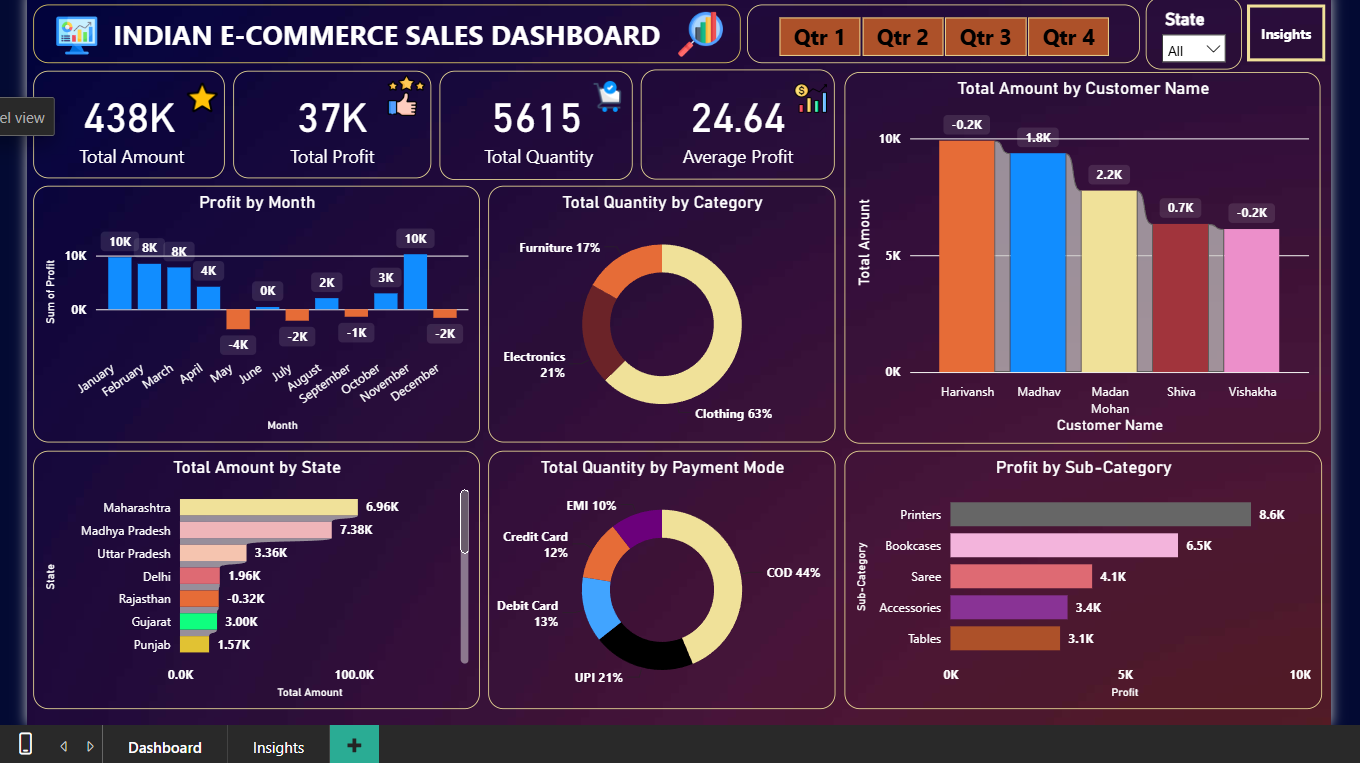 INDIAN E-COMMERCE SALES DASHBOARD
Qtr 1
Qtr 2
Qtr 3
Qtr 4
State
All
Insights
el view
438K
Total Amount
37K
Total Profit
5615
Total Quantity
24.64
Average Profit
Total Amount by Customer Name
Total Amount
10K
5K
0K
-0.2K
1.8K
2.2K
0.7K
-0.2K
Harivansh
Madhav
Madan
Mohan
Shiva
Vishakha
Customer Name
Profit by Month
Sum of Profit
10K
0K
10K
8K
8K
4K
-4K
0K
-2K
2K
-1K
3K
10K
-2K
January
February
March
April
May
June
July
August
September
October
November
December
Month
Total Quantity by Category
Furniture 17%
Electronics
21%
Clothing 63%
Total Amount by State
State
Maharashtra 6.96K
Madhya Pradesh 7.38K
Uttar Pradesh 3.36K
Delhi 1.96K
Rajasthan -0.32K
Gujarat 3.00K
Punjab 1.57K
0.0K 100.0K
Total Amount
Total Quantity by Payment Mode
EMI 10%
Credit Card
12%
Debit Card
13%
UPI 21%
COD 44%
Profit by Sub-Category
Sub-Category
Printers 8.6K
Bookcases 6.5K
Saree 4.1K
Accessories 3.4K
Tables 3.1K
0K 5K 10K
Profit
Dashboard
Insights
+